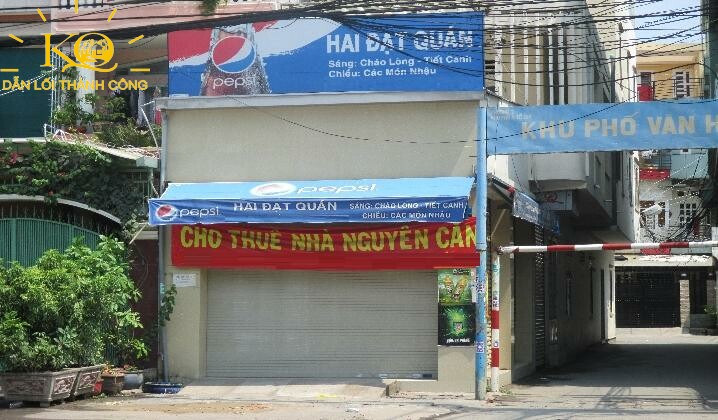 KO
DẪN LỐI THÀNH CÔNG
pepsi
HAI ĐẠT QUÁN
Sáng: Cháo Lòng - Tiết Canh
Chiều: Các Món Nhậu
KHU PHỐ VĂN H
pepsi
pepsi
HAI ĐẠT QUÁN
SÁNG: CHÁO LÒNG - TIẾT CANH
CHIỀU: CÁC MÓN NHẬU
CHO THUÊ NHÀ NGUYÊN CĂN